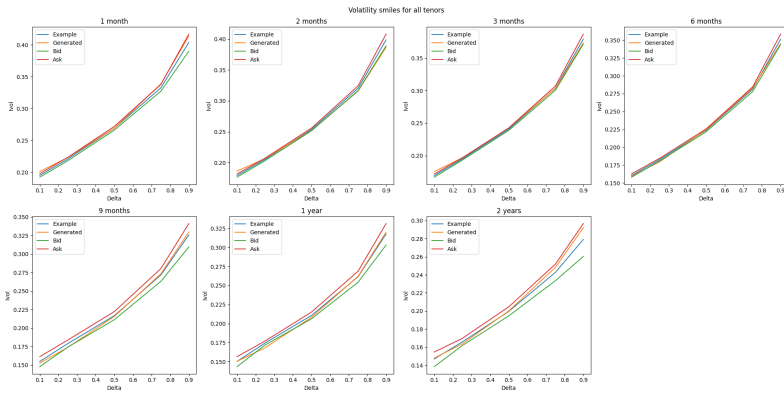 Volatility smiles for all tenors
1 month
2 months
3 months
6 months
Example
Generated
Bid
Ask
Example
Generated
Bid
Ask
Example
Generated
Bid
Ask
Example
Generated
Bid
Ask
Ivol
0.40
0.35
0.30
0.25
0.20
Ivol
0.40
0.35
0.30
0.25
0.20
Ivol
0.35
0.30
0.25
0.20
Ivol
0.350
0.325
0.300
0.275
0.250
0.225
0.200
0.175
0.150
0.1 0.2 0.3 0.4 0.5 0.6 0.7 0.8 0.9
0.1 0.2 0.3 0.4 0.5 0.6 0.7 0.8 0.9
0.1 0.2 0.3 0.4 0.5 0.6 0.7 0.8 0.9
0.1 0.2 0.3 0.4 0.5 0.6 0.7 0.8 0.9
Delta
Delta
Delta
Delta
9 months
1 year
2 years
Example
Generated
Bid
Ask
Example
Generated
Bid
Ask
Example
Generated
Bid
Ask
Ivol
0.350
0.325
0.300
0.275
0.250
0.225
0.200
0.175
0.150
Ivol
0.325
0.300
0.275
0.250
0.225
0.200
0.175
0.150
Ivol
0.30
0.28
0.26
0.24
0.22
0.20
0.18
0.16
0.14
0.1 0.2 0.3 0.4 0.5 0.6 0.7 0.8 0.9
0.1 0.2 0.3 0.4 0.5 0.6 0.7 0.8 0.9
0.1 0.2 0.3 0.4 0.5 0.6 0.7 0.8 0.9
Delta
Delta
Delta